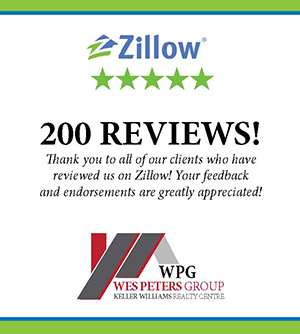 Zillow®
200 REVIEWS!
Thank you to all of our clients who have
reviewed us on Zillow! Your feedback
and endorsements are greatly appreciated!
WPG
WES PETERS GROUP
KELLER WILLIAMS REALTY CENTRE